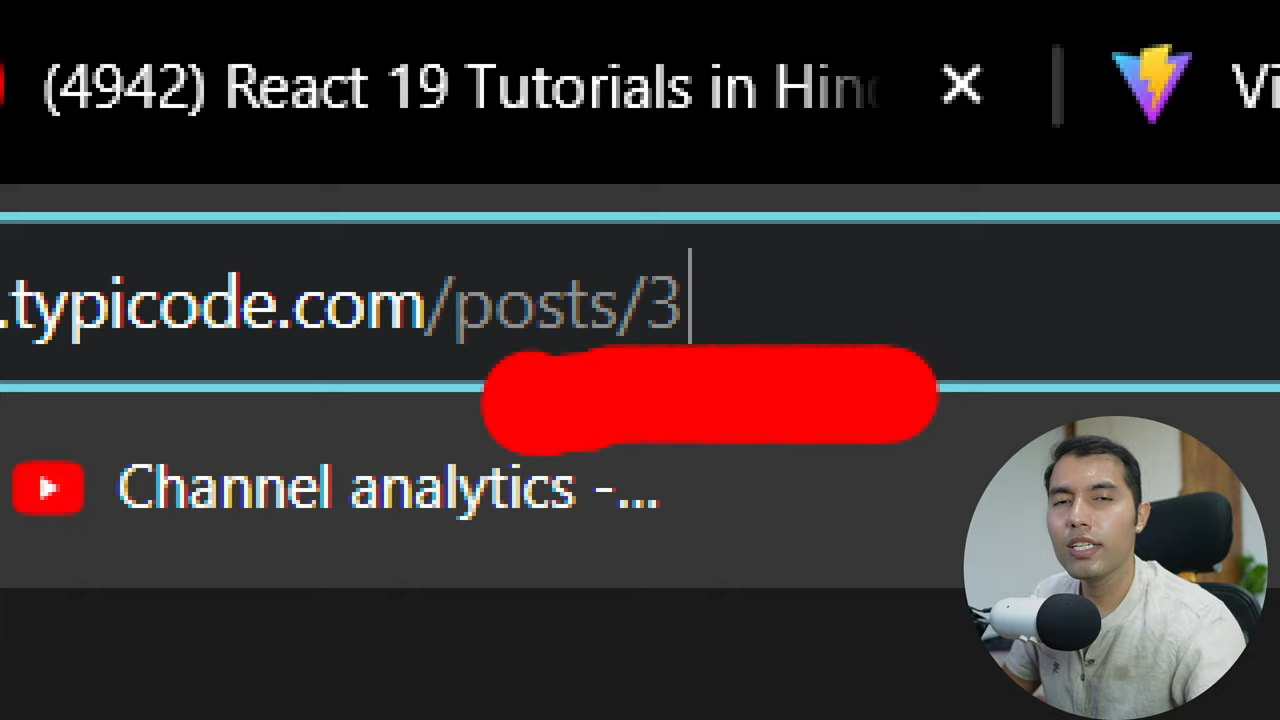 (4942) React 19 Tutorials in Hin
.typicode.com/posts/3
Channel analytics -...